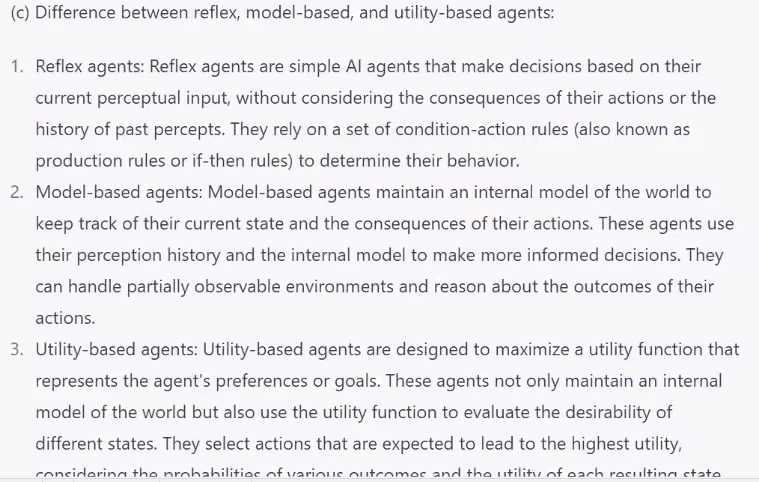 (c) Difference between reflex, model-based, and utility-based agents:
1. Reflex agents: Reflex agents are simple AI agents that make decisions based on their
current perceptual input, without considering the consequences of their actions or the
history of past percepts. They rely on a set of condition-action rules (also known as
production rules or if-then rules) to determine their behavior.
2. Model-based agents: Model-based agents maintain an internal model of the world to
keep track of their current state and the consequences of their actions. These agents use
their perception history and the internal model to make more informed decisions. They
can handle partially observable environments and reason about the outcomes of their
actions.
3. Utility-based agents: Utility-based agents are designed to maximize a utility function that
represents the agent's preferences or goals. These agents not only maintain an internal
model of the world but also use the utility function to evaluate the desirability of
different states. They select actions that are expected to lead to the highest utility,
considering the probabilities of various outcomes and the utility of each resulting state